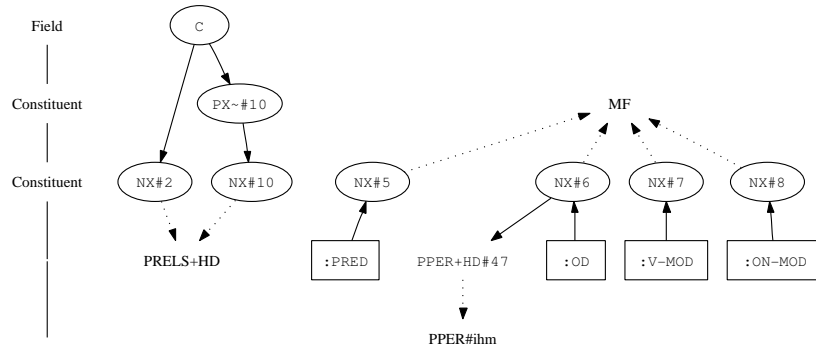 Field
C
Constituent
PX~#10
MF
Constituent
NX#2
NX#10
NX#5
NX#6
NX#7
NX#8
PRELS+HD
:PRED
PPER+HD#47
:OD
:V-MOD
:ON-MOD
PPER#ihm